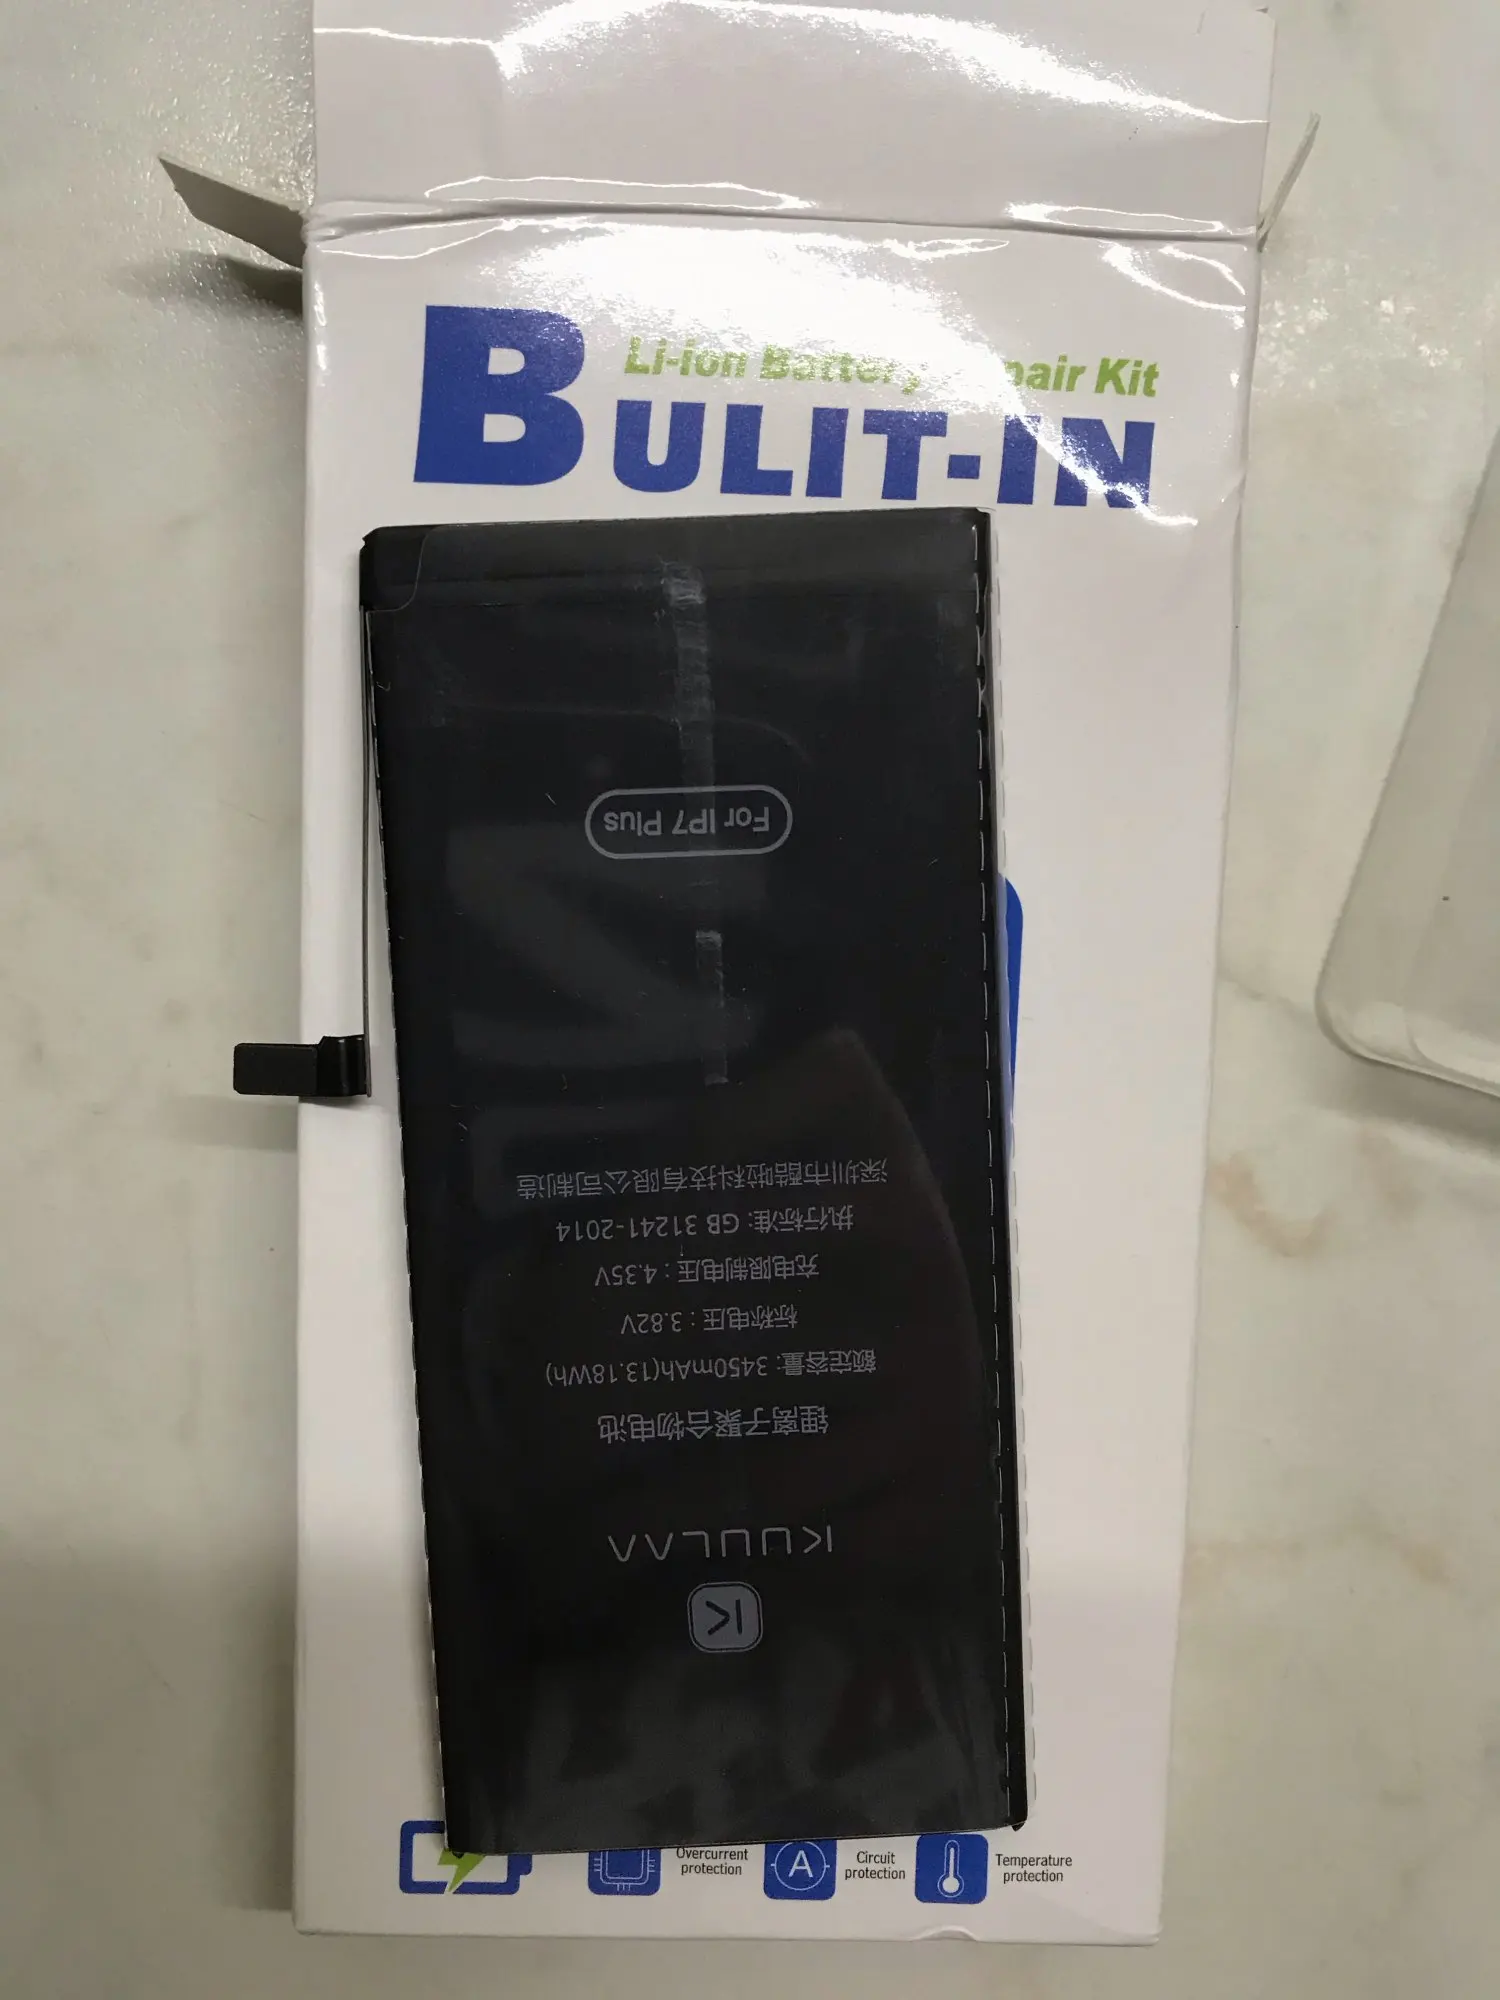 Li-ion Battery Repair Kit
BULIT-IN
K
KUULAA
锂离子聚合物电池
额定容量: 3450mAh(13.18Wh)
标称电压: 3.82V
充电限制电压: 4.35V
执行标准: GB 31241-2014
深圳市酷啦科技有限公司制造
For IP7 Plus
Overcurrent
protection
A
Circuit
protection
Temperature
protection